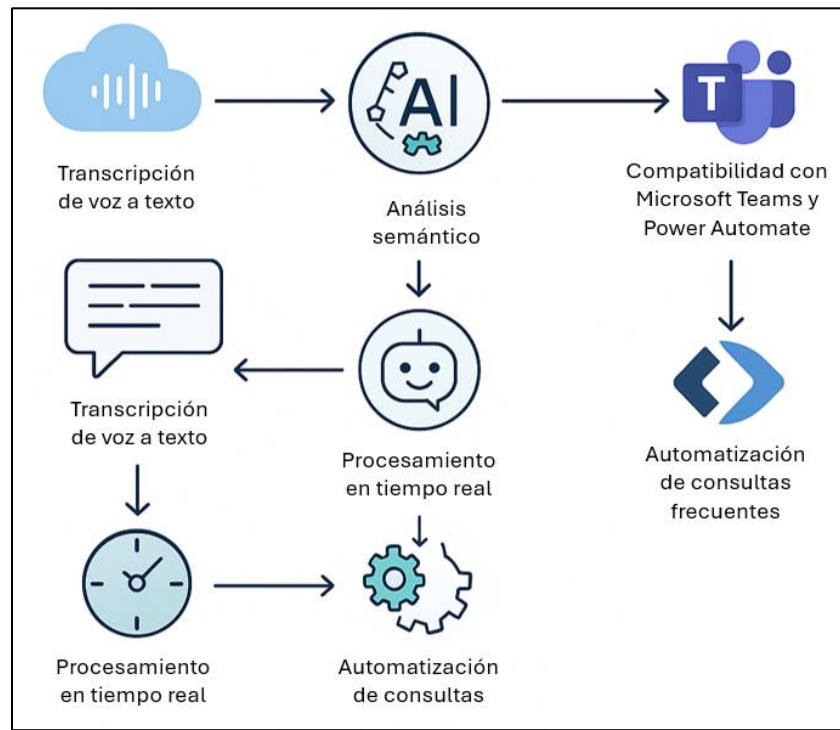 AI
T
Transcripción
de voz a texto
Análisis
semántico
Compatibilidad con
Microsoft Teams y
Power Automate
Transcripción
de voz a texto
Procesamiento
en tiempo real
Automatización
de consultas
frecuentes
Procesamiento
en tiempo real
Automatización
de consultas